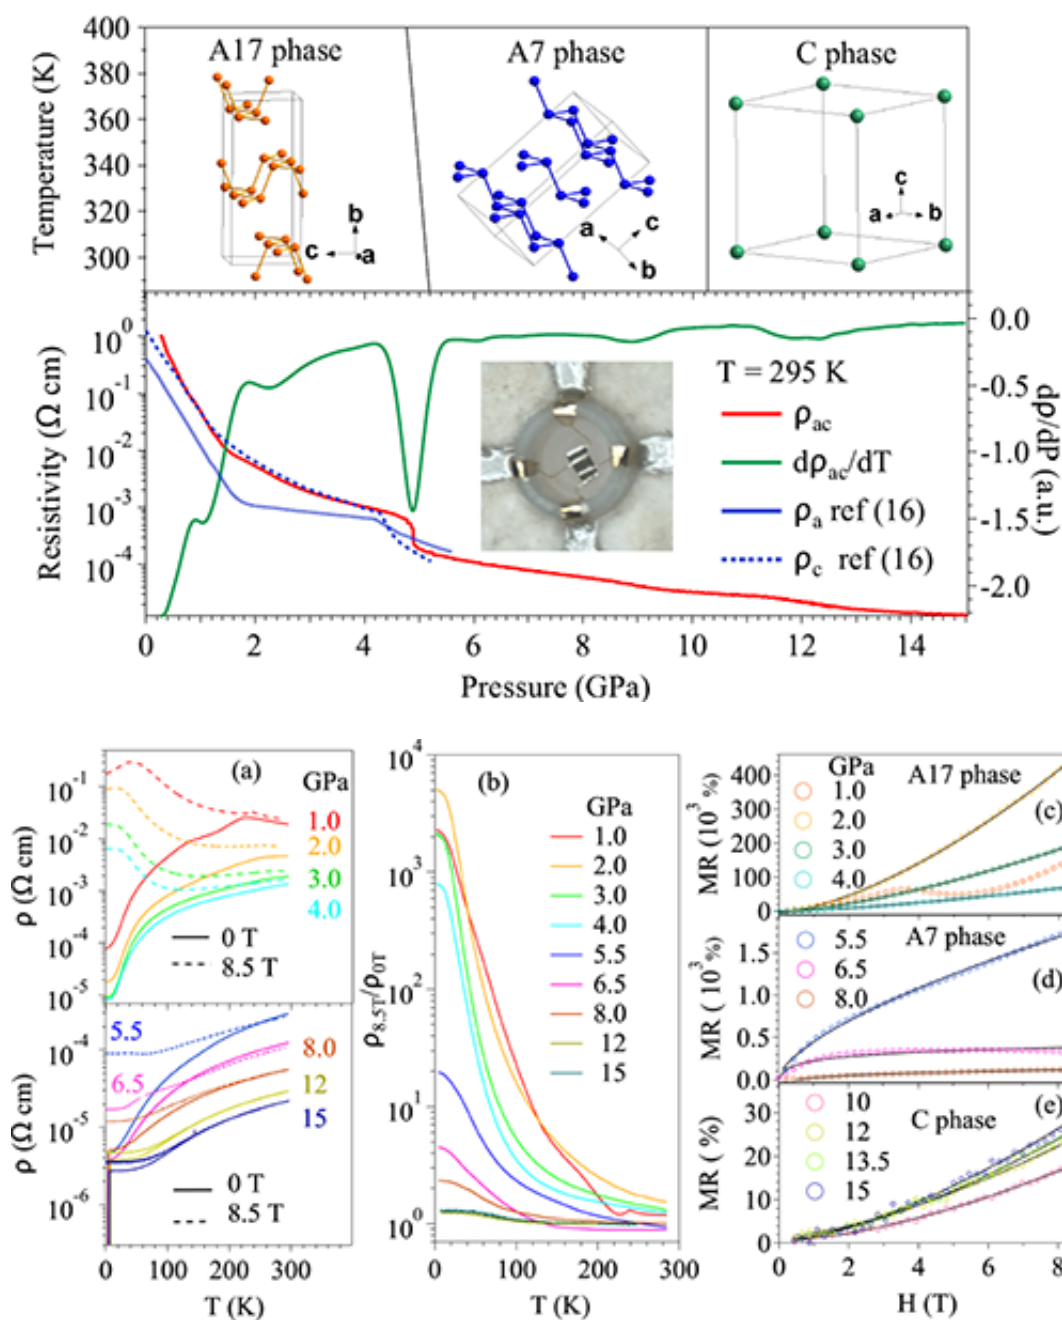 400
380
360
340
320
300
Temperature (K)
A17 phase
A7 phase
C phase
b
c
a
a
c
b
c
a
b
10^0
10^-1
10^-2
10^-3
10^-4
Resistivity (Ω cm)
T = 295 K
ρ_ac
dρ_ac/dT
ρ_a ref (16)
ρ_c ref (16)
0.0
-0.5
-1.0
-1.5
-2.0
dρ/dP (a.u.)
0 2 4 6 8 10 12 14
Pressure (GPa)
(a)
GPa
1.0
2.0
3.0
4.0
10^-1
10^-2
10^-3
10^-4
10^-5
ρ (Ω cm)
0 T
8.5 T
5.5
6.5
8.0
12
15
10^-4
10^-5
10^-6
ρ (Ω cm)
0 T
8.5 T
0 100 200 300
T (K)
(b)
GPa
1.0
2.0
3.0
4.0
5.5
6.5
8.0
12
15
10^4
10^3
10^2
10^1
10^0
ρ_8.5T/ρ_0T
0 100 200 300
T (K)
400
300
200
100
0
MR (10^3 %)
GPa
1.0
2.0
3.0
4.0
A17 phase
(c)
1.5
1.0
0.5
0.0
MR (10^3 %)
5.5
6.5
8.0
A7 phase
(d)
30
20
10
0
MR (%)
10
12
13.5
15
C phase
(e)
0 2 4 6 8
H (T)